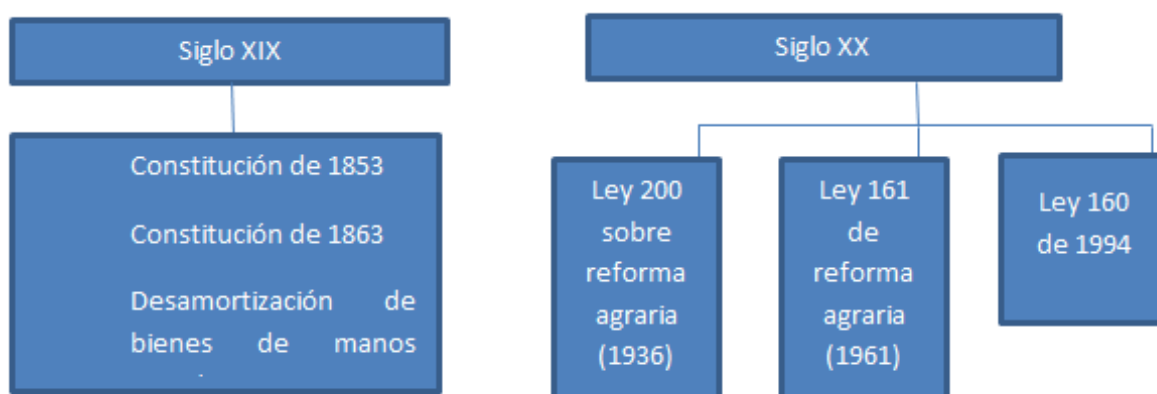 Siglo XIX
Constitución de 1853
Constitución de 1863
Desamortización de
bienes de manos
Siglo XX
Ley 200
sobre
reforma
agraria
(1936)
Ley 161
de
reforma
agraria
(1961)
Ley 160
de 1994